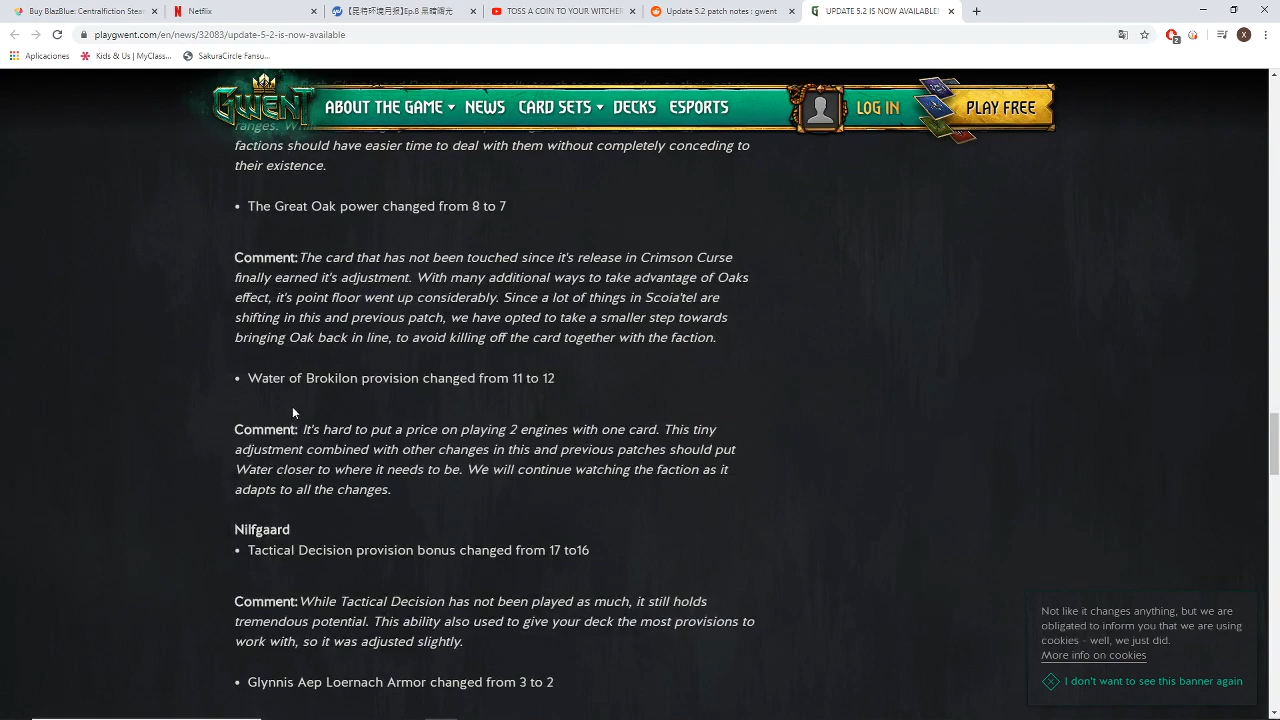 Buy BlazBlue: Centralfiction Stea
Netflix
TOSS A COIN TO YOUR WITCHER
Update 5.2 patch notes : gwent
UPDATE 5.2 IS NOW AVAILABLE!
playgwent.com/en/news/32083/update-5-2-is-now-available
Aplicaciones
Kids & Us | MyClass...
SakuraCircle Fansu...
GWENT
ABOUT THE GAME
NEWS
CARD SETS
DECKS
ESPORTS
LOG IN
PLAY FREE
factions should have easier time to deal with them without completely conceding to
their existence.
• The Great Oak power changed from 8 to 7
Comment: The card that has not been touched since it's release in Crimson Curse
finally earned it's adjustment. With many additional ways to take advantage of Oaks
effect, it's point floor went up considerably. Since a lot of things in Scoia'tel are
shifting in this and previous patch, we have opted to take a smaller step towards
bringing Oak back in line, to avoid killing off the card together with the faction.
• Water of Brokilon provision changed from 11 to 12
Comment: It's hard to put a price on playing 2 engines with one card. This tiny
adjustment combined with other changes in this and previous patches should put
Water closer to where it needs to be. We will continue watching the faction as it
adapts to all the changes.
Nilfgaard
• Tactical Decision provision bonus changed from 17 to16
Comment: While Tactical Decision has not been played as much, it still holds
tremendous potential. This ability also used to give your deck the most provisions to
work with, so it was adjusted slightly.
• Glynnis Aep Loernach Armor changed from 3 to 2
Not like it changes anything, but we are
obligated to inform you that we are using
cookies - well, we just did.
More info on cookies
I don't want to see this banner again